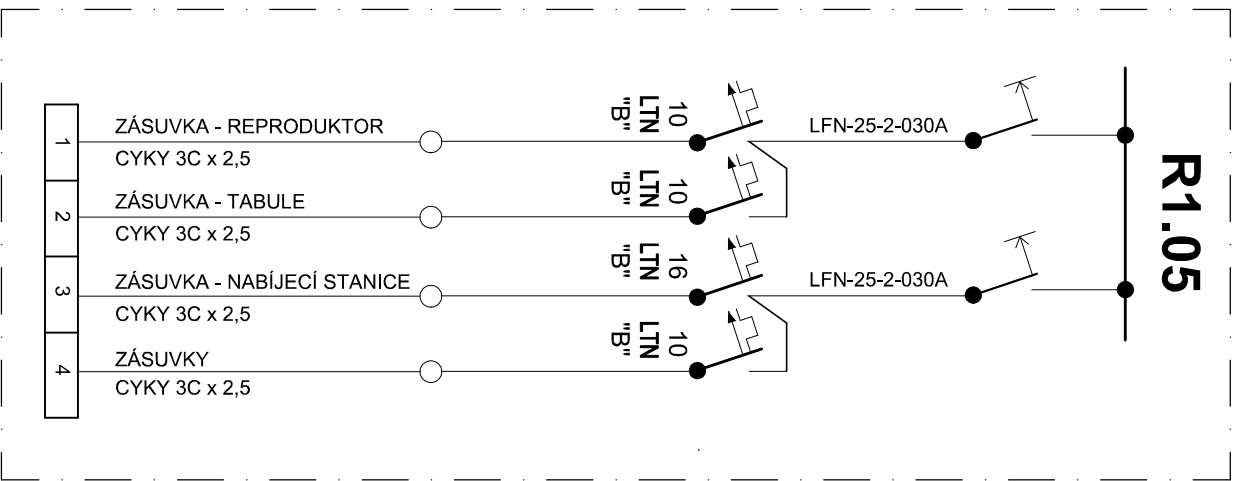 1
ZÁSUVKA - REPRODUKTOR
CYKY 3C x 2,5
10
LTN
"B"
LFN-25-2-030A
2
ZÁSUVKA - TABULE
CYKY 3C x 2,5
10
LTN
"B"
3
ZÁSUVKA - NABÍJECÍ STANICE
CYKY 3C x 2,5
16
LTN
"B"
LFN-25-2-030A
4
ZÁSUVKY
CYKY 3C x 2,5
10
LTN
"B"
R1.05